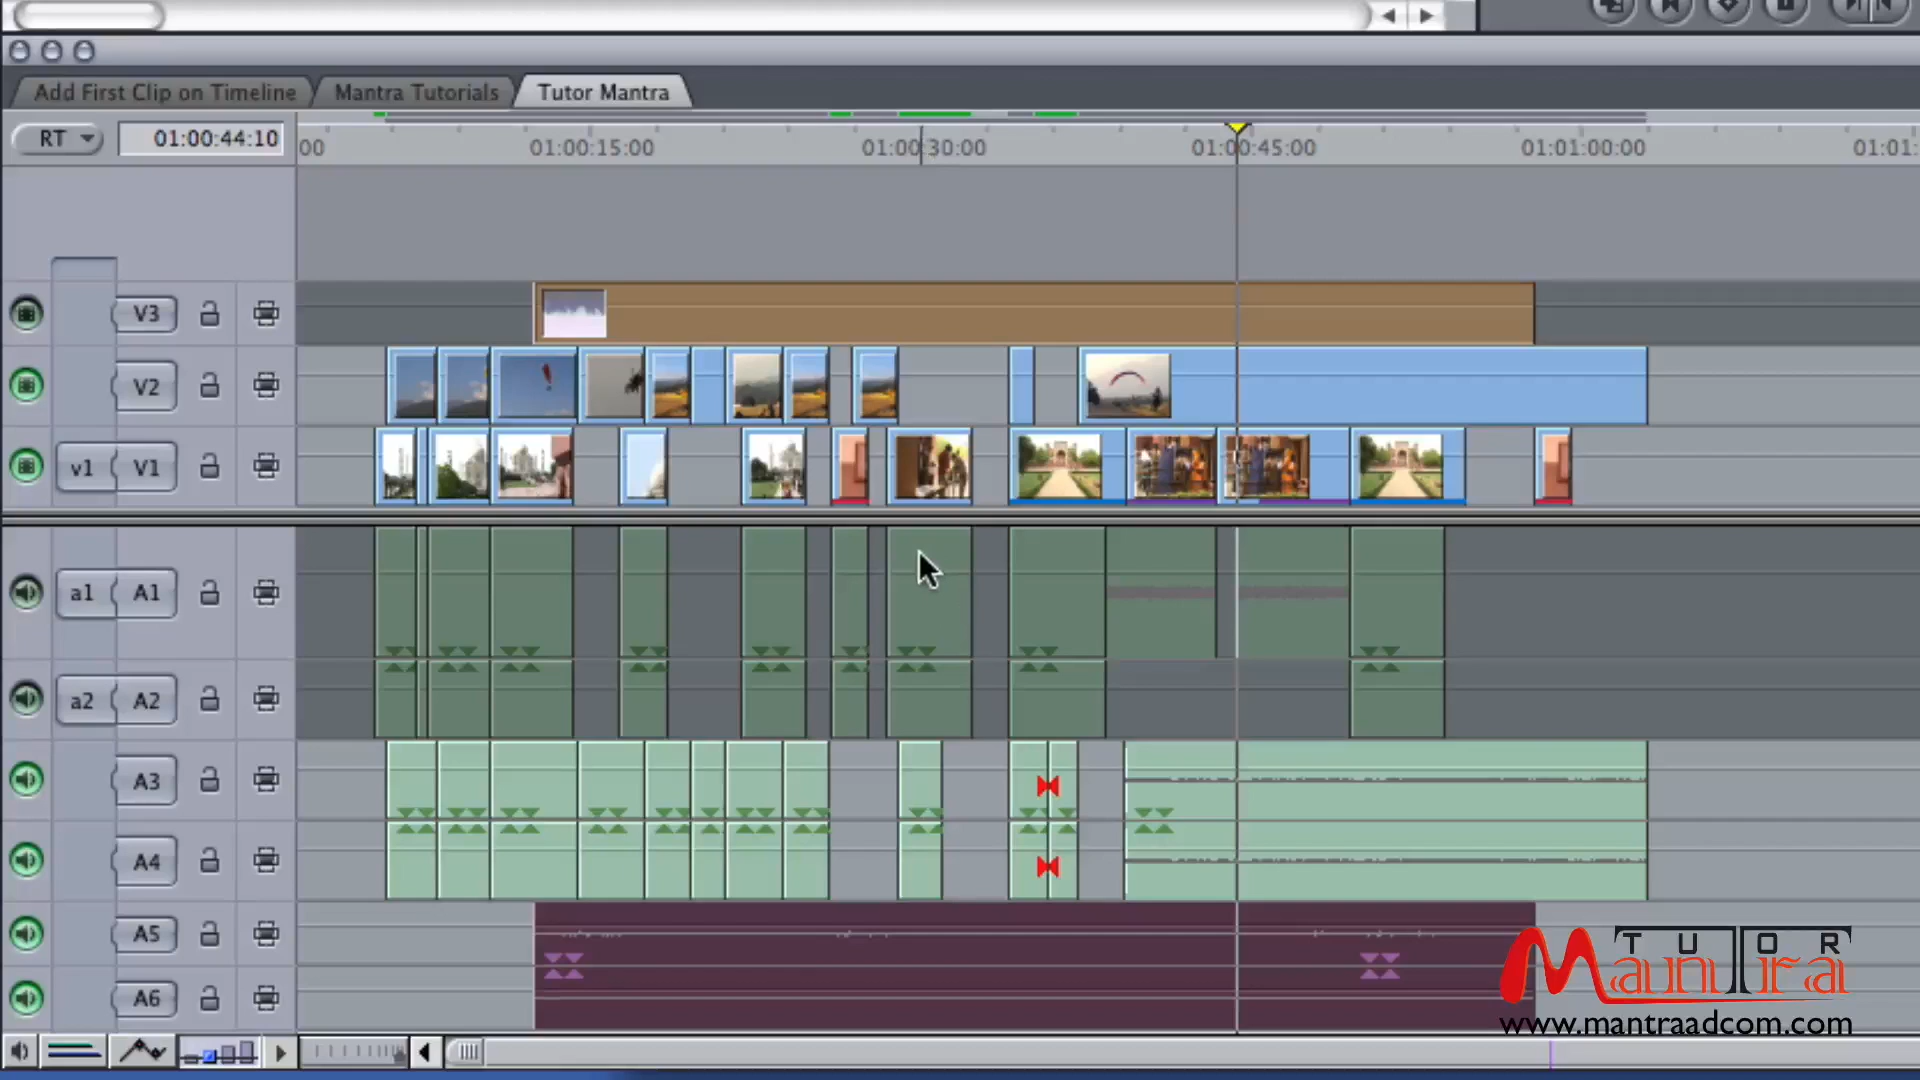 Add First Clip on Timeline
Mantra Tutorials
Tutor Mantra
RT
01:00:44:10
00
01:00:15:00
01:00:30:00
01:00:45:00
01:01:00:00
01:01:
V3
V2
v1 V1
a1 A1
a2 A2
A3
A4
A5
A6
TUTOR
Mantra
www.mantraadcom.com